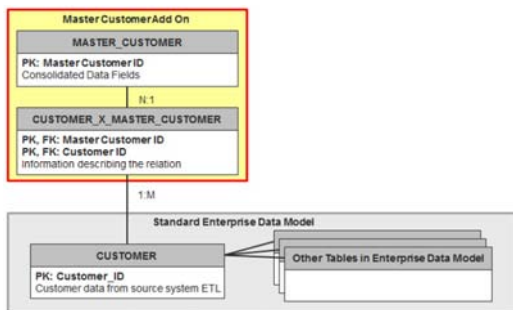 Master Customer Add On
MASTER_CUSTOMER
PK: Master Customer ID
Consolidated Data Fields
N:1
CUSTOMER_X_MASTER_CUSTOMER
PK, FK: Master Customer ID
PK, FK: Customer ID
Information describing the relation
1:M
Standard Enterprise Data Model
CUSTOMER
PK: Customer_ID
Customer data from source system ETL
Other Tables in Enterprise Data Model